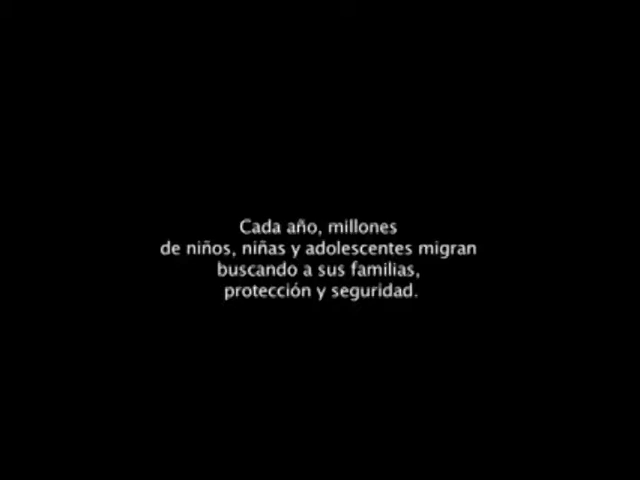 Cada año, millones
de niños, niñas y adolescentes migran
buscando a sus familias,
protección y seguridad.